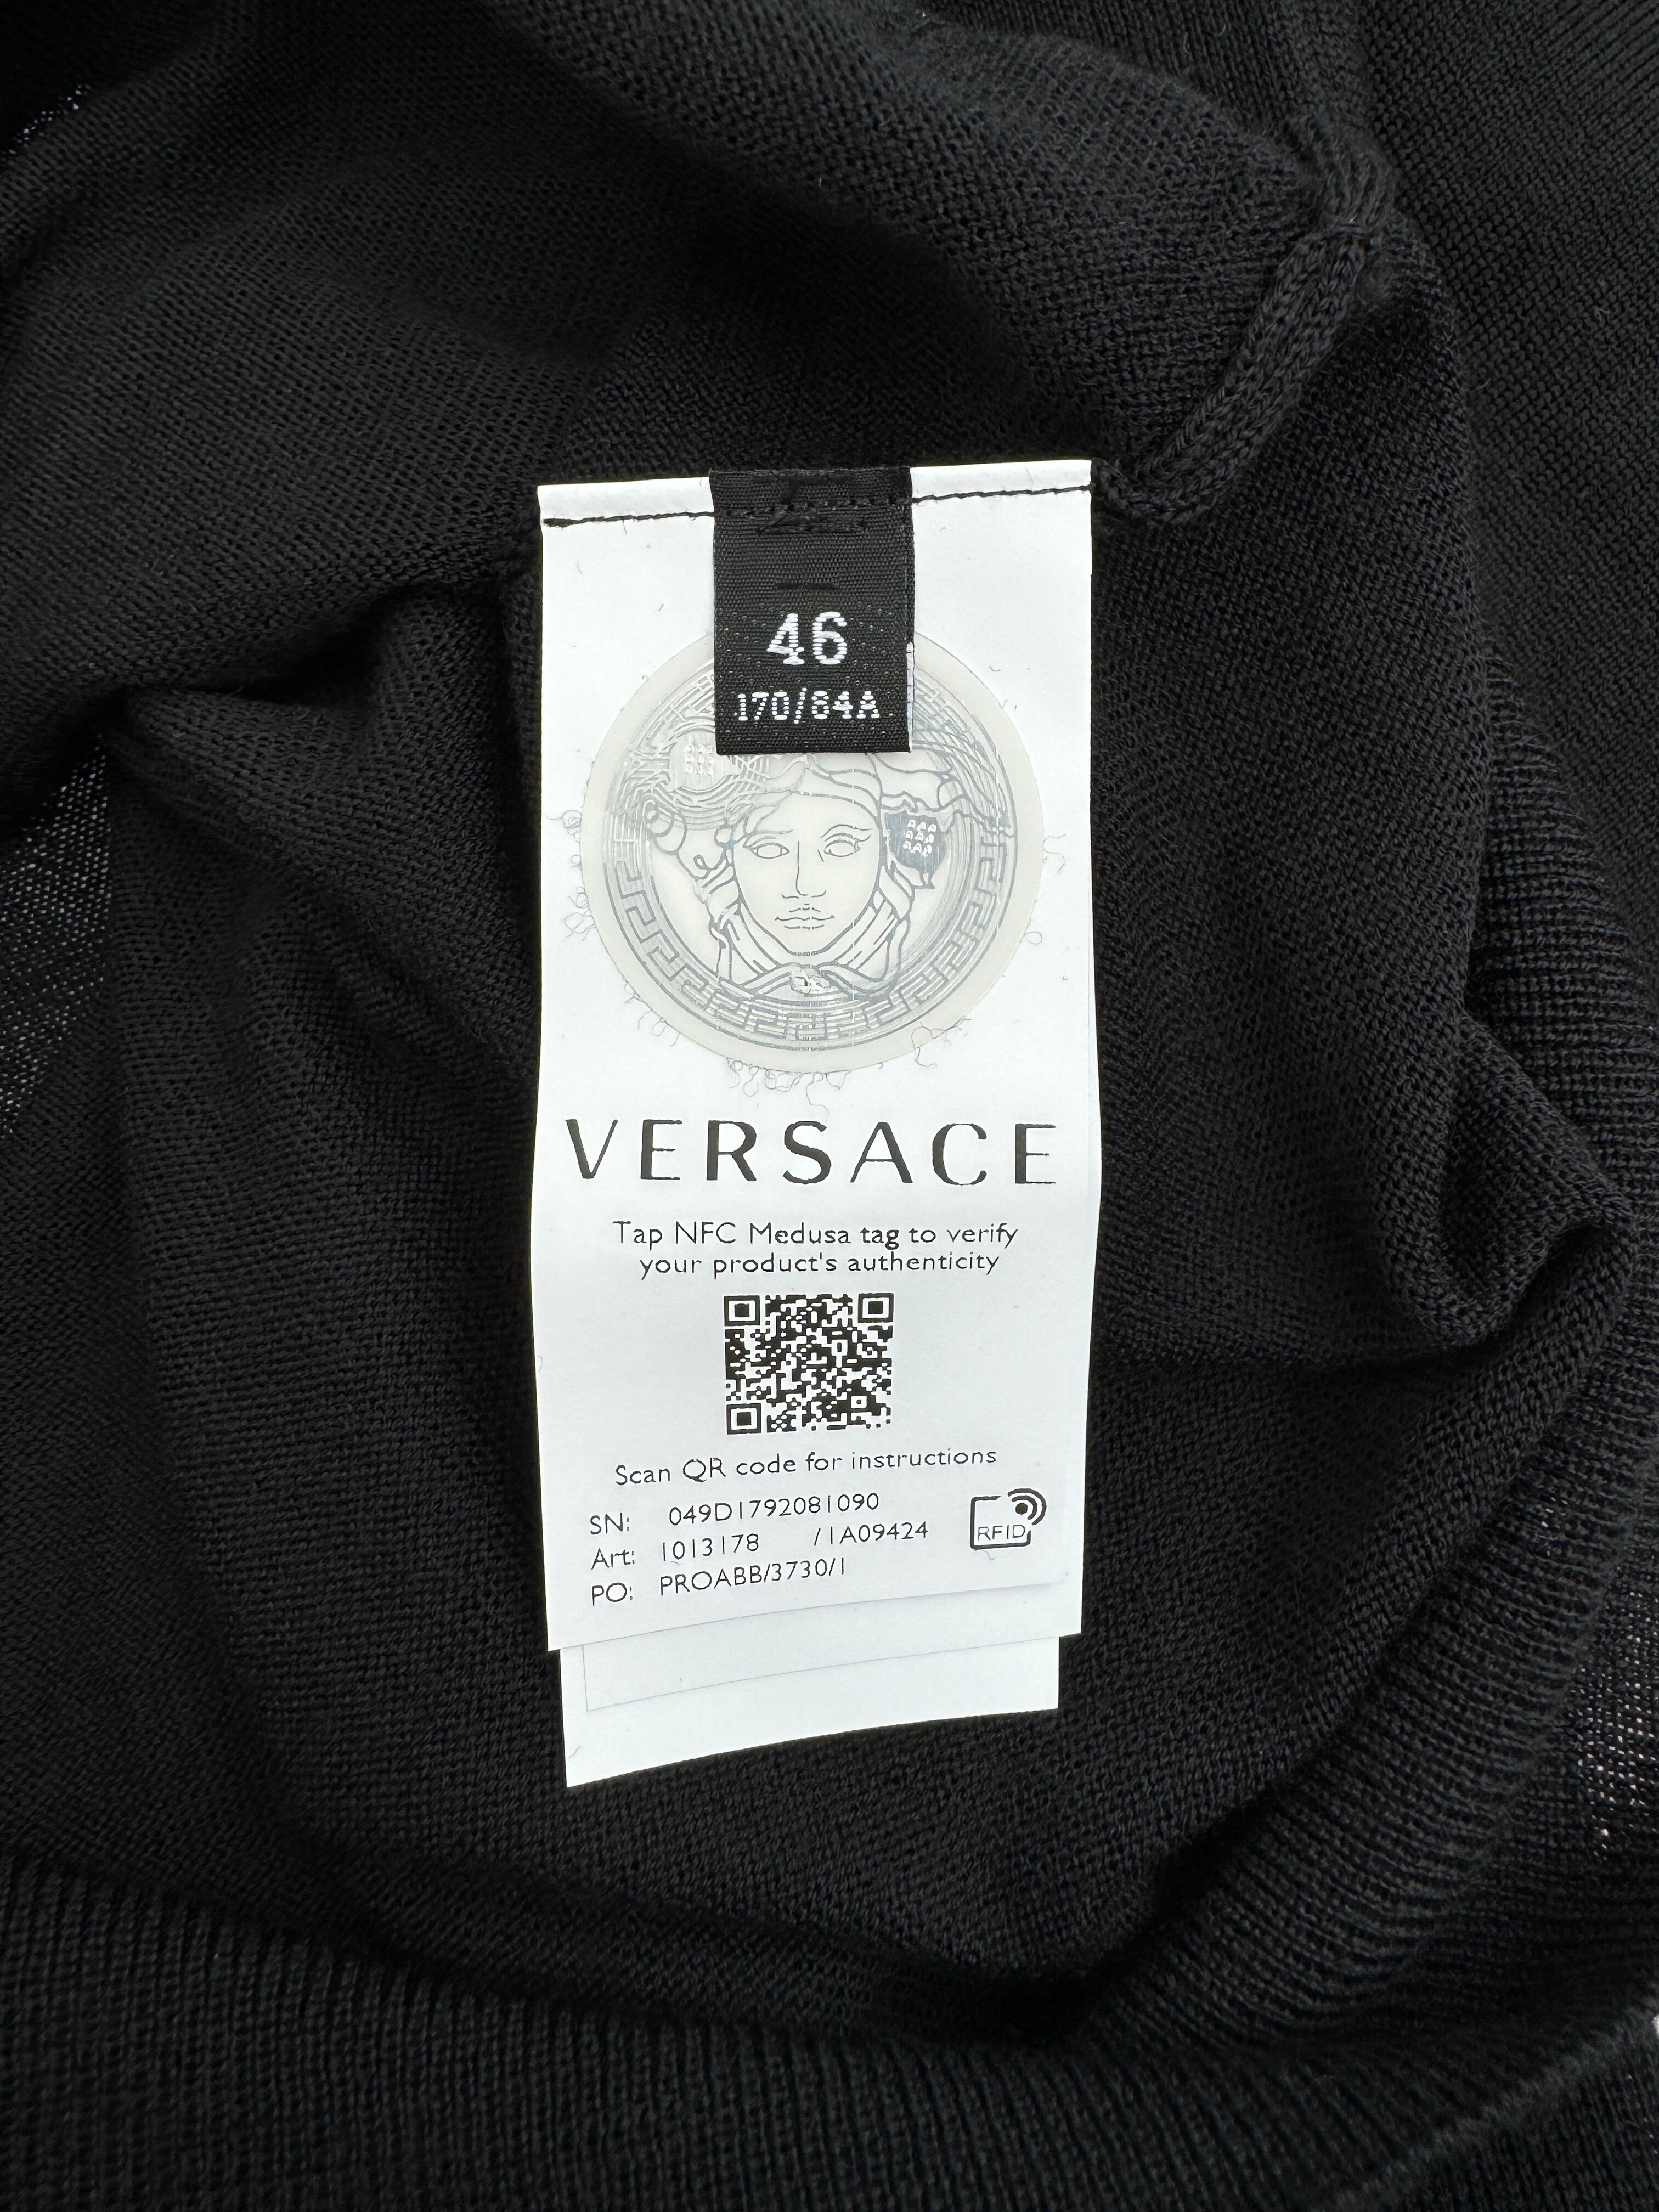 46
170/84A
VERSACE
Tap NFC Medusa tag to verify
your product's authenticity
Scan QR code for instructions
SN: 049D1792081090
Art: 1013178 /1A09424
PO: PROABB/3730/1
RFID